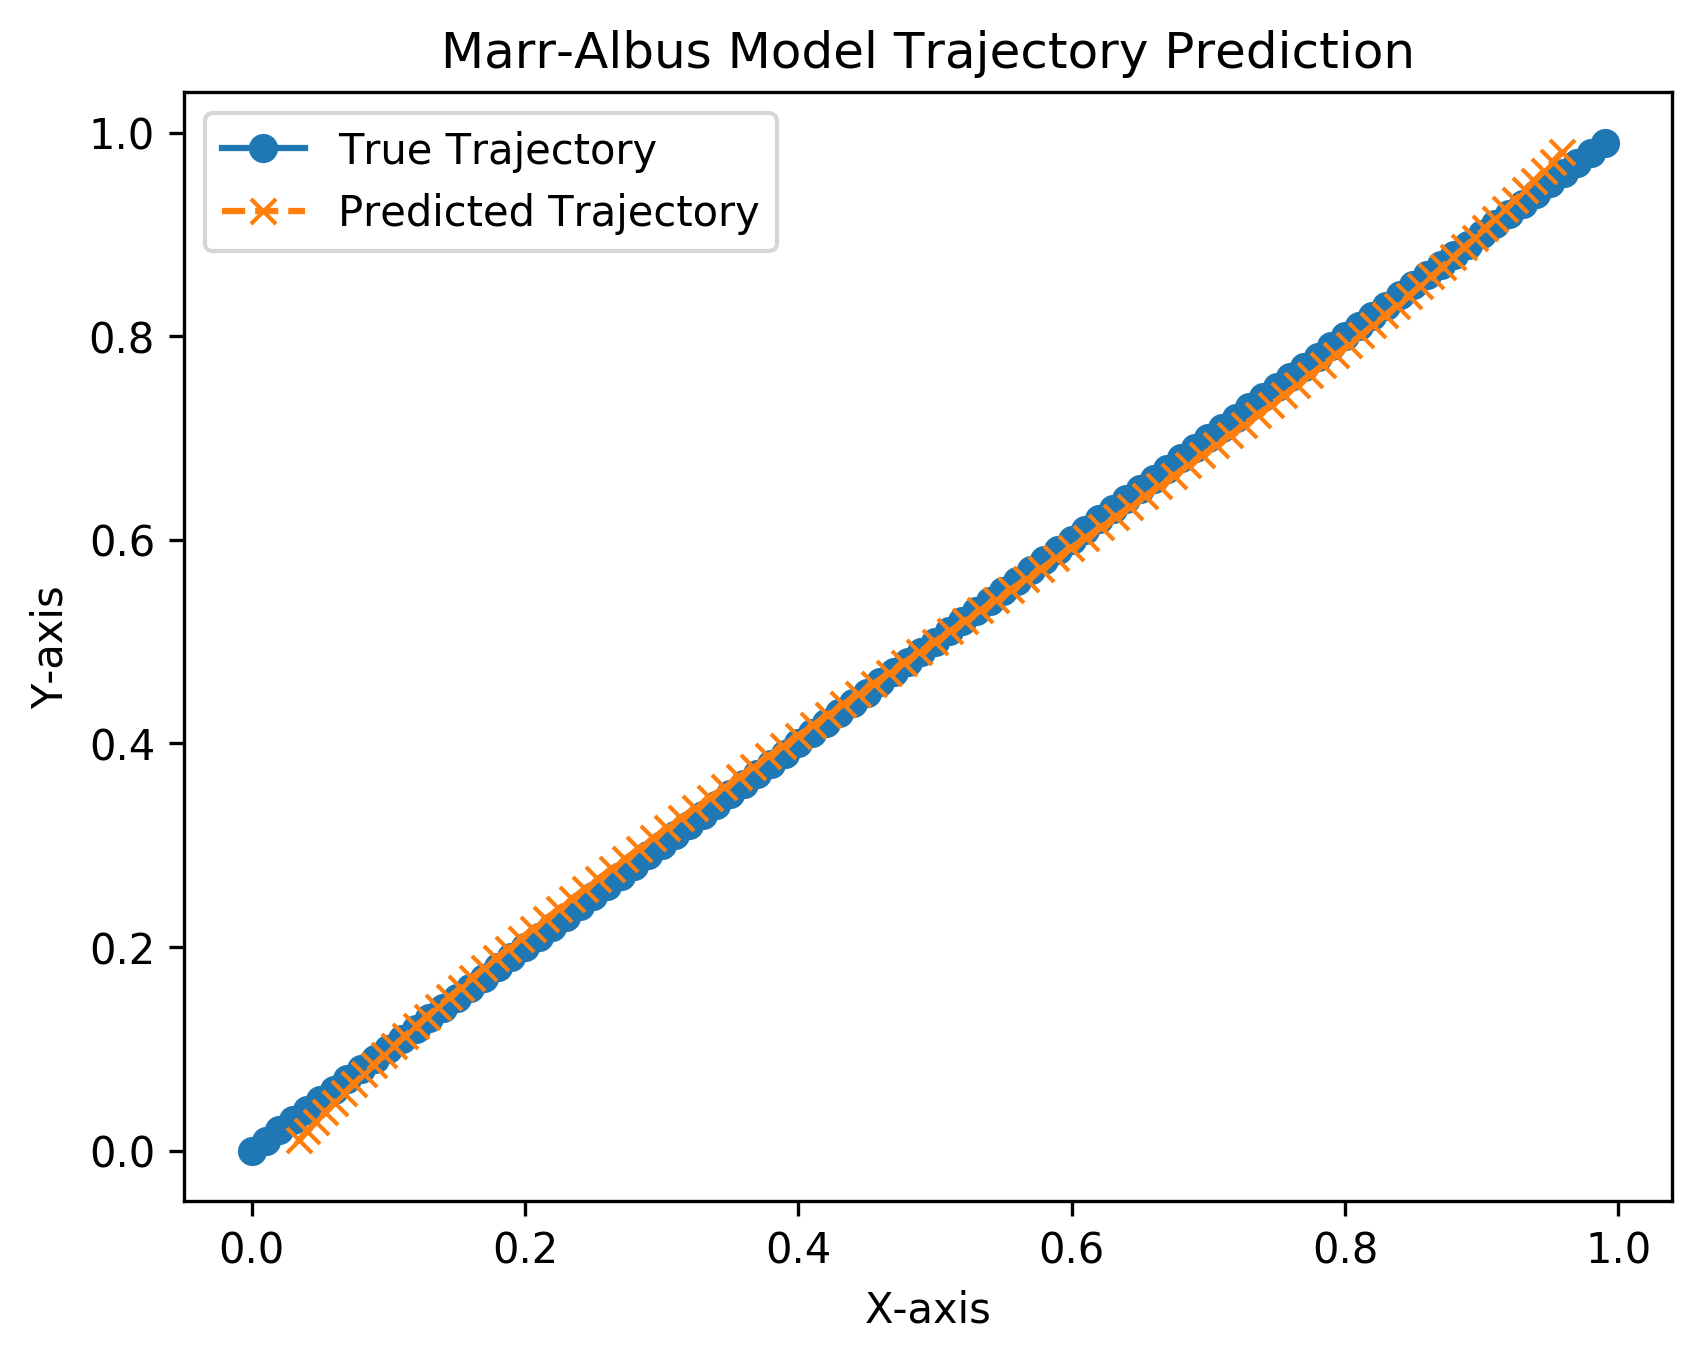 Marr-Albus Model Trajectory Prediction
True Trajectory
Predicted Trajectory
1.0
0.8
0.6
0.4
0.2
0.0
Y-axis
0.0 0.2 0.4 0.6 0.8 1.0
X-axis